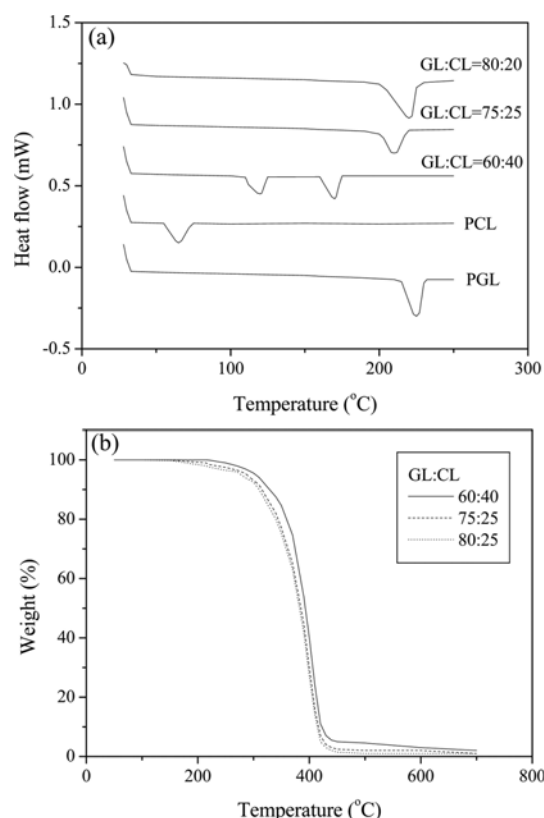 (a)
1.5
1.0
0.5
0.0
-0.5
Heat flow (mW)
GL:CL=80:20
GL:CL=75:25
GL:CL=60:40
PCL
PGL
100
200
300
Temperature (°C)
(b)
100
80
60
40
20
0
Weight (%)
GL:CL
60:40
75:25
80:25
0
200
400
600
800
Temperature (°C)